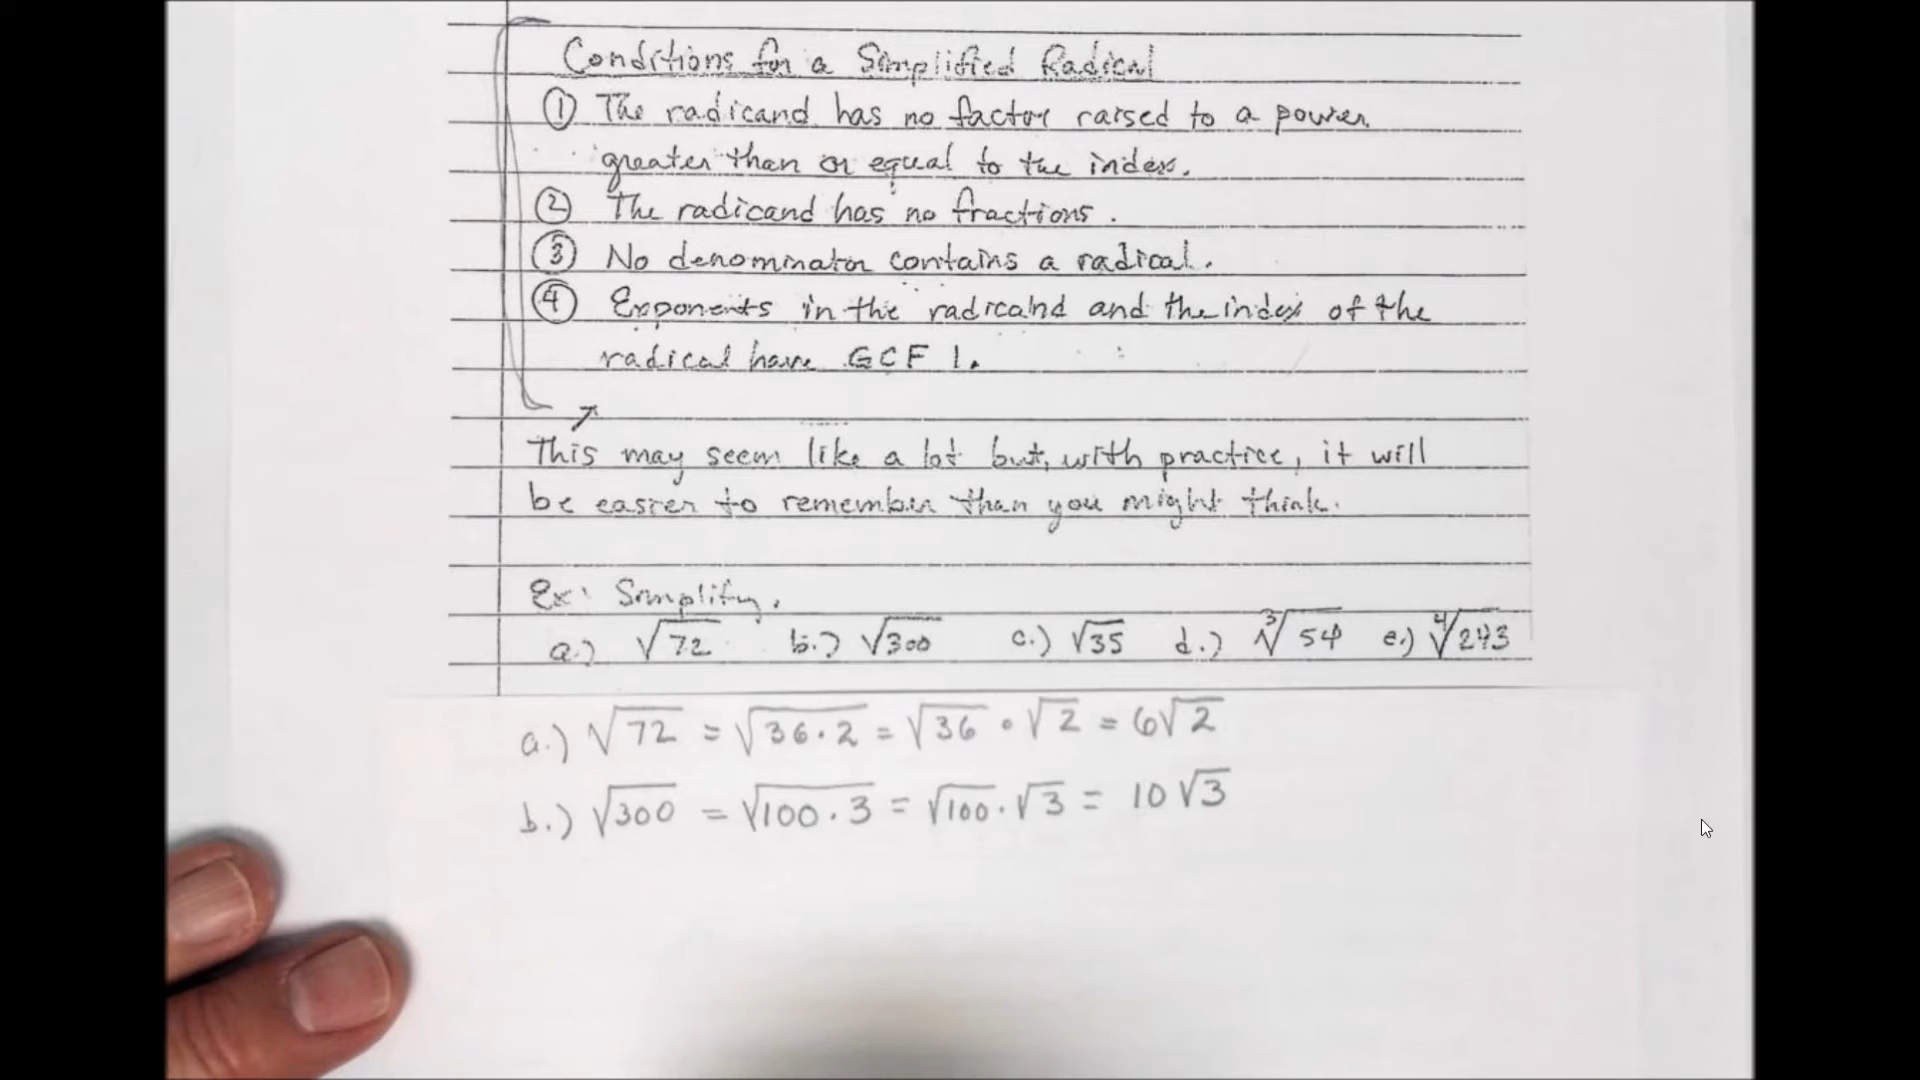 Conditions for a Simplified Radical
① The radicand has no factor raised to a power
greater than or equal to the index.
② The radicand has no fractions.
③ No denominator contains a radical.
④ Exponents in the radicand and the index of the
radical have GCF 1.
This may seem like a lot but, with practice, it will
be easier to remember than you might think.
Ex: Simplify.
a.) √72 b.) √300 c.) √35 d.) ∛54 e.) ∜243
a.) √72 = √36·2 = √36 · √2 = 6√2
b.) √300 = √100·3 = √100 · √3 = 10√3